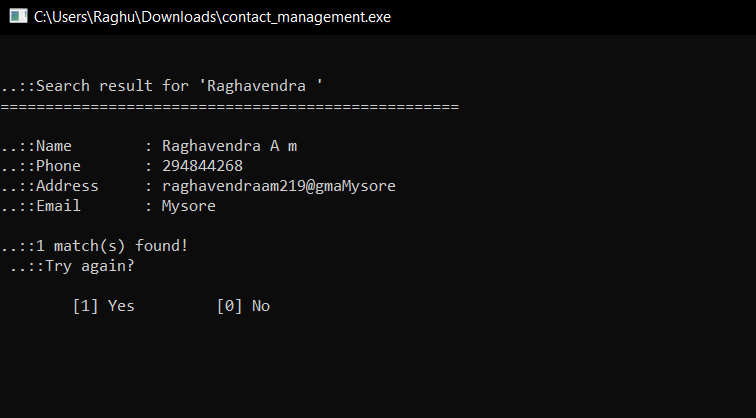 C:\Users\Raghu\Downloads\contact_management.exe
..::Search result for 'Raghavendra '
===================================================
..::Name        : Raghavendra A m
..::Phone       : 294844268
..::Address     : raghavendraam219@gmaMysore
..::Email       : Mysore
..::1 match(s) found!
..::Try again?
[1] Yes         [0] No